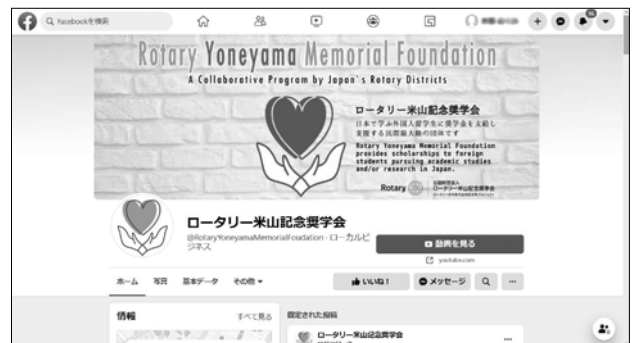 Facebookを検索
Rotary Yoneyama Memorial Foundation
A Collaborative Program by Japan's Rotary Districts
ロータリー米山記念奨学会
日本で学ぶ外国人留学生に奨学金を支給し
支援する民間最大級の団体です
Rotary Yoneyama Memorial Foundation
provides scholarships to foreign
students pursuing academic studies
and/or research in Japan.
Rotary
公益財団法人
ロータリー米山記念奨学会
ロータリー米山記念奨学会
@RotaryYoneyamaMemorialFoudation · ローカルビ
ジネス
動画を見る
youtube.com
ホーム 写真 基本データ その他
いいね！ メッセージ
情報 すべて見る
固定された投稿
ロータリー米山記念奨学会